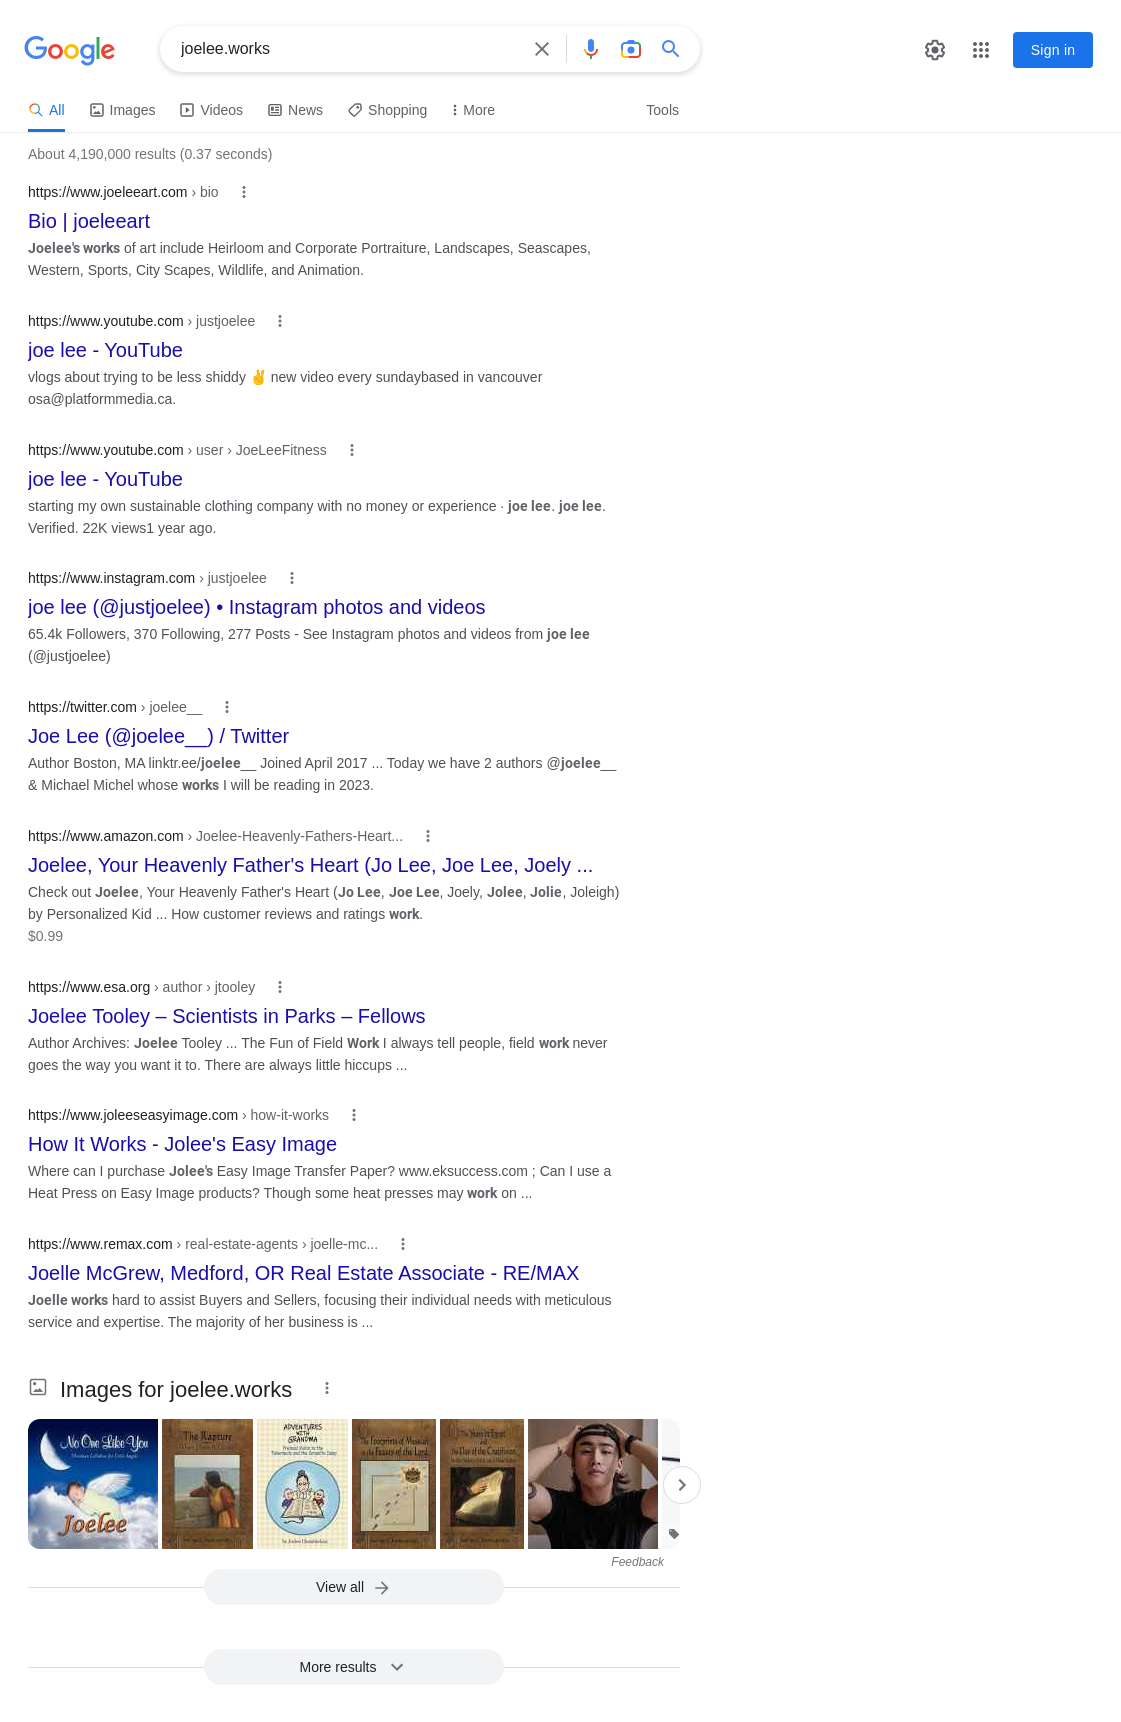 Google
joelee.works
Sign in
All
Images
Videos
News
Shopping
More
Tools
About 4,190,000 results (0.37 seconds)
https://www.joeleeart.com › bio
Bio | joeleeart
Joelee's works of art include Heirloom and Corporate Portraiture, Landscapes, Seascapes,
Western, Sports, City Scapes, Wildlife, and Animation.
https://www.youtube.com › justjoelee
joe lee - YouTube
vlogs about trying to be less shiddy ✌️ new video every sundaybased in vancouver
osa@platformmedia.ca.
https://www.youtube.com › user › JoeLeeFitness
joe lee - YouTube
starting my own sustainable clothing company with no money or experience · joe lee. joe lee.
Verified. 22K views1 year ago.
https://www.instagram.com › justjoelee
joe lee (@justjoelee) • Instagram photos and videos
65.4k Followers, 370 Following, 277 Posts - See Instagram photos and videos from joe lee
(@justjoelee)
https://twitter.com › joelee__
Joe Lee (@joelee__) / Twitter
Author Boston, MA linktr.ee/joelee__ Joined April 2017 ... Today we have 2 authors @joelee__
& Michael Michel whose works I will be reading in 2023.
https://www.amazon.com › Joelee-Heavenly-Fathers-Heart...
Joelee, Your Heavenly Father's Heart (Jo Lee, Joe Lee, Joely ...
Check out Joelee, Your Heavenly Father's Heart (Jo Lee, Joe Lee, Joely, Jolee, Jolie, Joleigh)
by Personalized Kid ... How customer reviews and ratings work.
$0.99
https://www.esa.org › author › jtooley
Joelee Tooley – Scientists in Parks – Fellows
Author Archives: Joelee Tooley ... The Fun of Field Work I always tell people, field work never
goes the way you want it to. There are always little hiccups ...
https://www.joleeseasyimage.com › how-it-works
How It Works - Jolee's Easy Image
Where can I purchase Jolee's Easy Image Transfer Paper? www.eksuccess.com ; Can I use a
Heat Press on Easy Image products? Though some heat presses may work on ...
https://www.remax.com › real-estate-agents › joelle-mc...
Joelle McGrew, Medford, OR Real Estate Associate - RE/MAX
Joelle works hard to assist Buyers and Sellers, focusing their individual needs with meticulous
service and expertise. The majority of her business is ...
Images for joelee.works
No One Like You
Joelee
The Rapture
ADVENTURES
WITH
GRANDMA
The Footprints of Messiah
in the Feasts of the Lord
Feedback
View all
More results